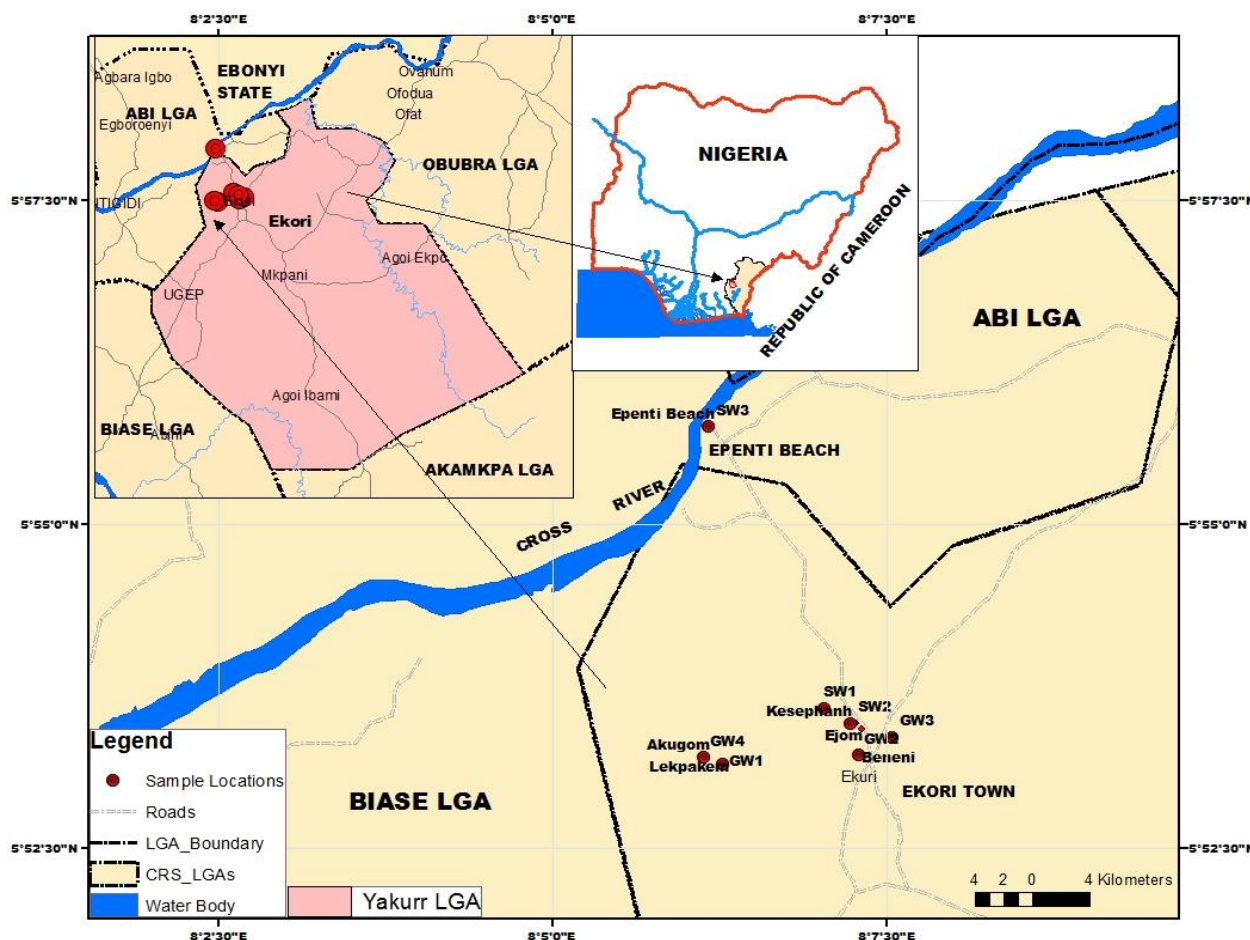 8°2'30"E
8°5'0"E
8°7'30"E
Agbara Igbo
EBONYI
STATE
Ovanum
Ofodua
Ofat
ABI LGA
Egboroenyi
OBUBRA LGA
ITIGIDI
Ekori
Agoi Ekpo
Mkpani
UGEP
Agoi Ibami
BIASE LGA
AKAMKPA LGA
NIGERIA
REPUBLIC OF CAMEROON
5°57'30"N
5°57'30"N
ABI LGA
Epenti Beach SW3
EPENTI BEACH
CROSS RIVER
5°55'0"N
5°55'0"N
SW1
Kesephanh SW2
Ejom GW2 GW3
Beneni
Akugom GW4
Lekpakem GW1
Ekuri
EKORI TOWN
BIASE LGA
5°52'30"N
5°52'30"N
Legend
Sample Locations
Roads
LGA_Boundary
CRS_LGAs
Water Body
Yakurr LGA
4 2 0 4 Kilometers
8°2'30"E
8°5'0"E
8°7'30"E